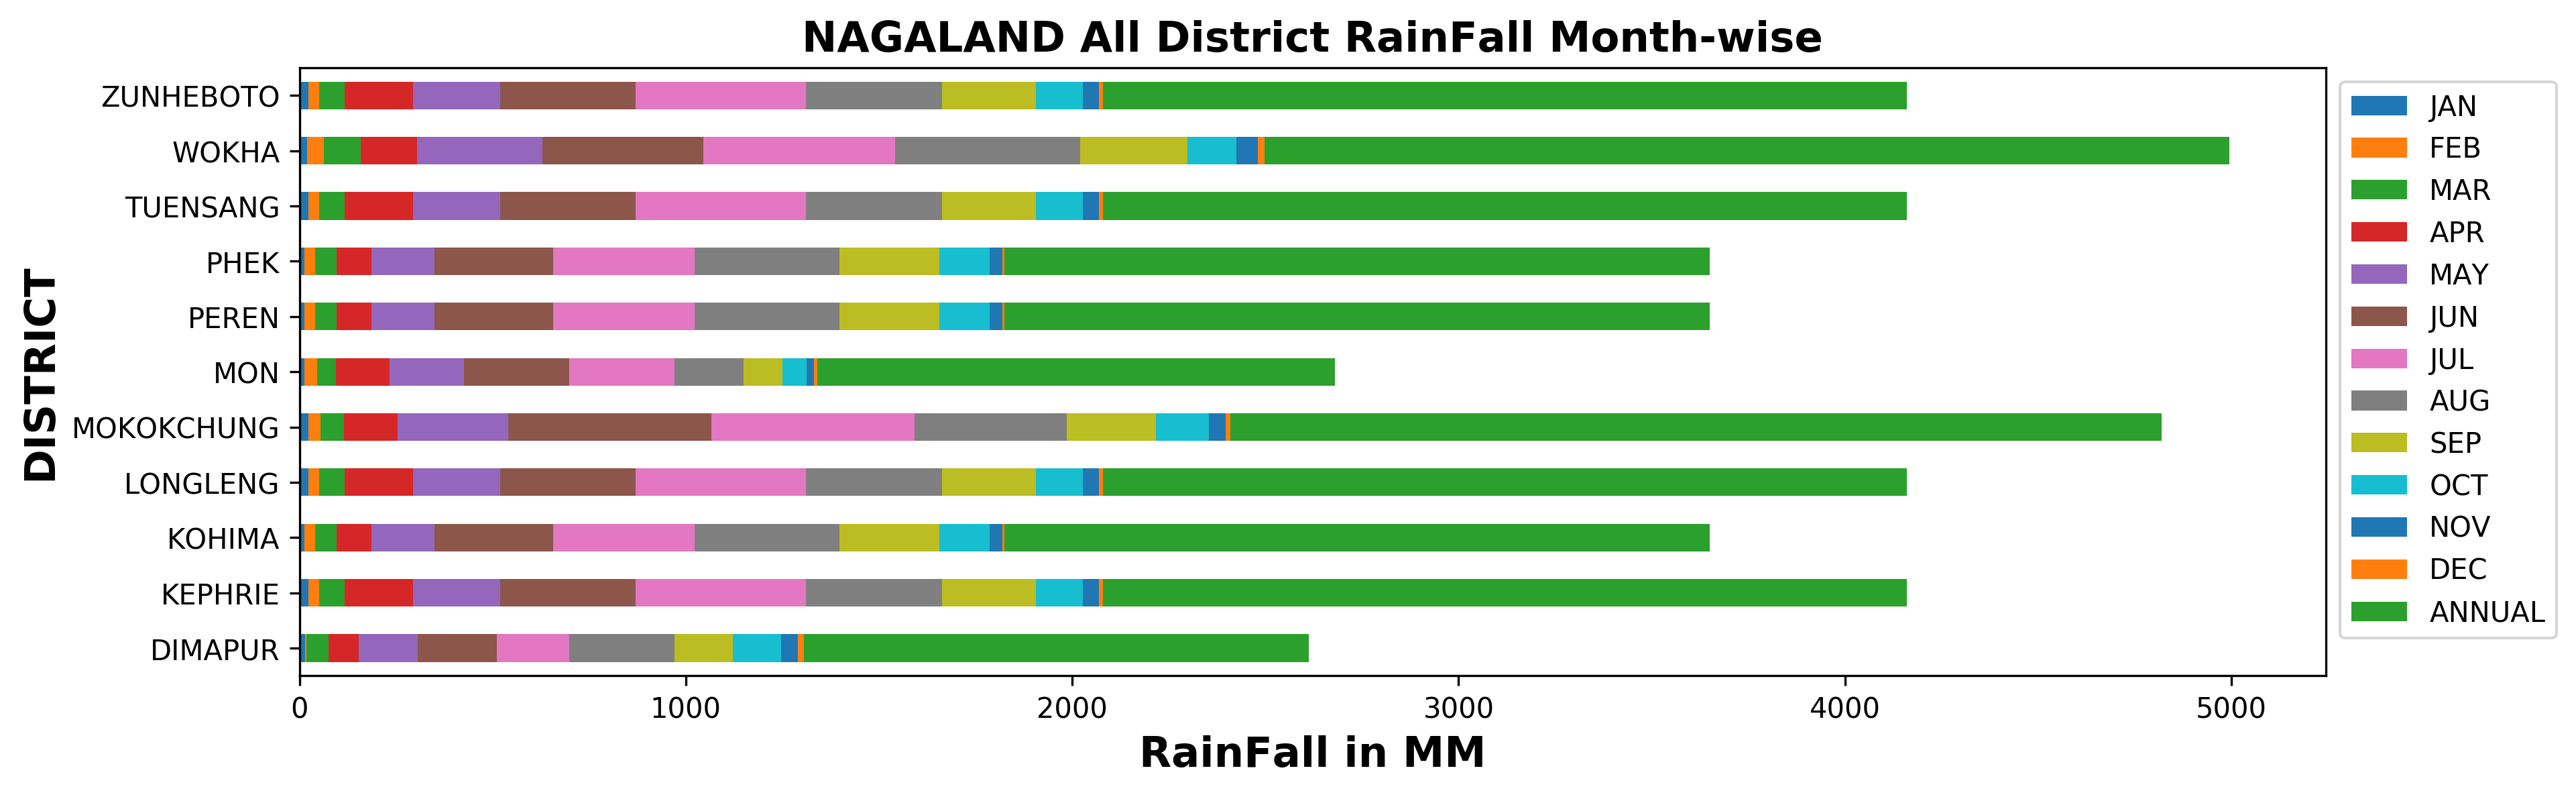 NAGALAND All District RainFall Month-wise
DISTRICT
ZUNHEBOTO
WOKHA
TUENSANG
PHEK
PEREN
MON
MOKOKCHUNG
LONGLENG
KOHIMA
KEPHRIE
DIMAPUR
0 1000 2000 3000 4000 5000
RainFall in MM
JAN
FEB
MAR
APR
MAY
JUN
JUL
AUG
SEP
OCT
NOV
DEC
ANNUAL